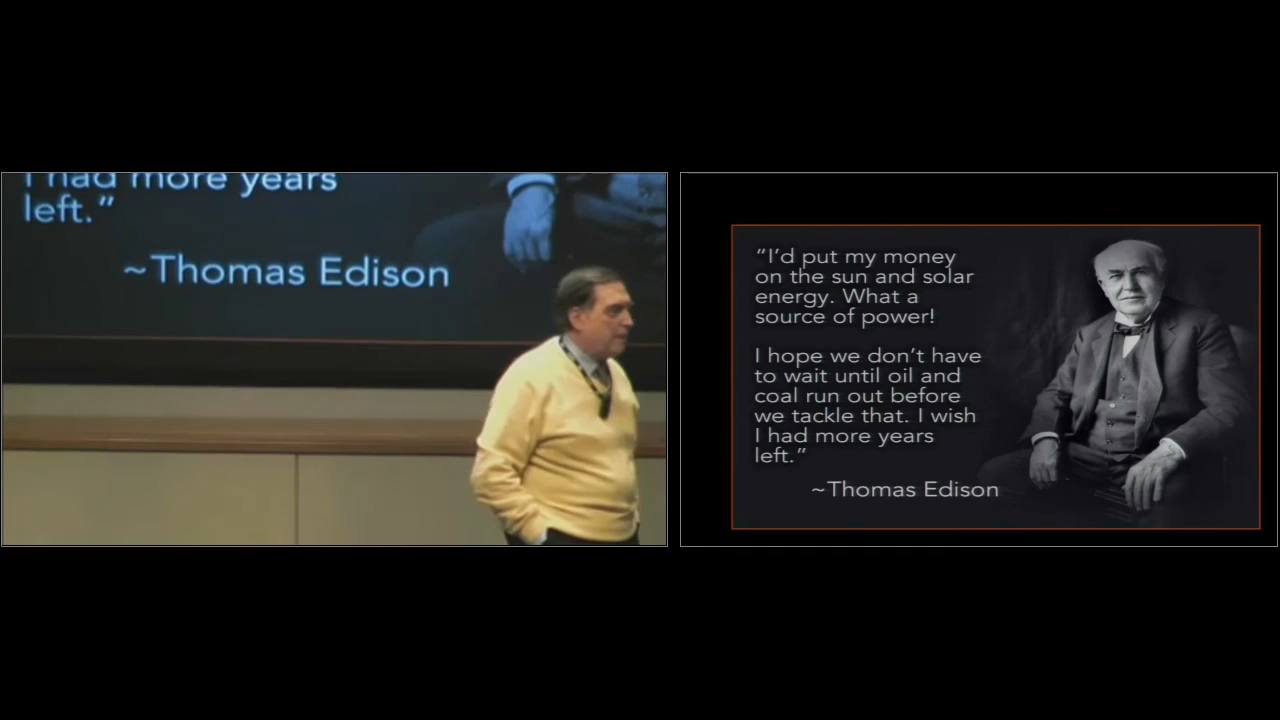 I had more years
left.”
~Thomas Edison
“I’d put my money
on the sun and solar
energy. What a
source of power!
I hope we don’t have
to wait until oil and
coal run out before
we tackle that. I wish
I had more years
left.”
~Thomas Edison